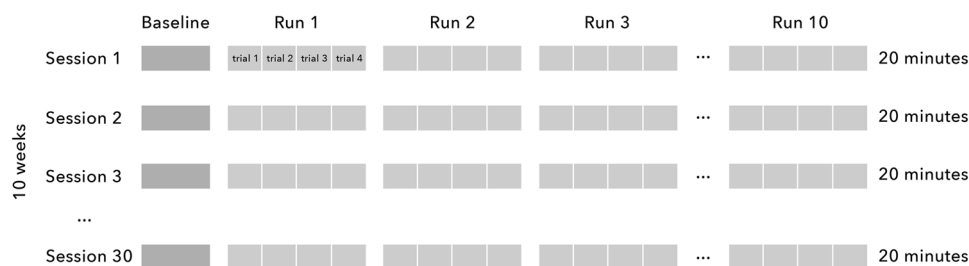 Baseline Run 1 Run 2 Run 3 Run 10
Session 1 trial 1 trial 2 trial 3 trial 4 ... 20 minutes
Session 2 ... 20 minutes
10 weeks
Session 3 ... 20 minutes
...
Session 30 ... 20 minutes